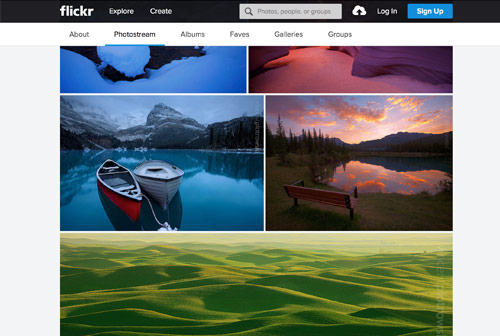 flickr Explore Create Photos, people, or groups Log In Sign Up
About Photostream Albums Faves Galleries Groups